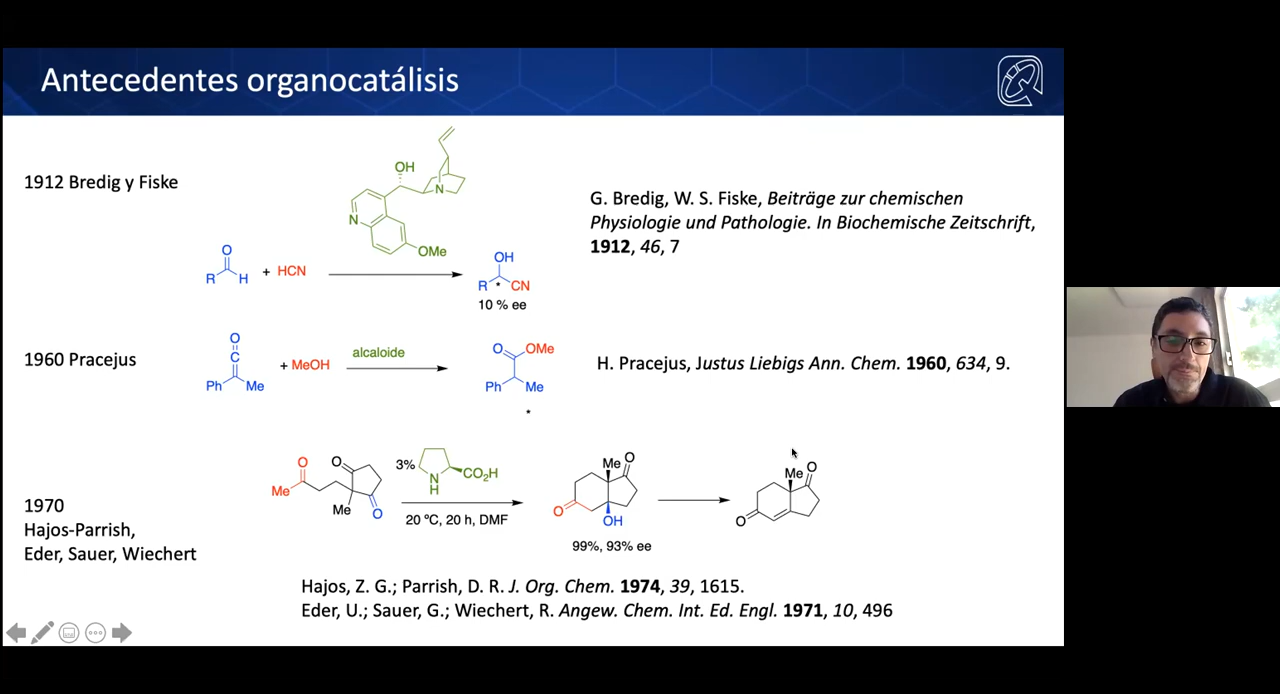 Antecedentes organocatálisis
1912 Bredig y Fiske
OH
N
N
OMe
G. Bredig, W. S. Fiske, Beiträge zur chemischen
Physiologie und Pathologie. In Biochemische Zeitschrift,
1912, 46, 7
O
R H + HCN
OH
R * CN
10 % ee
1960 Pracejus
O
C
Ph Me
+ MeOH
alcaloide
O OMe
Ph Me
*
H. Pracejus, Justus Liebigs Ann. Chem. 1960, 634, 9.
1970
Hajos-Parrish,
Eder, Sauer, Wiechert
O
Me
O
Me
O
3%
N
H
CO₂H
20 ºC, 20 h, DMF
Me O
O
OH
99%, 93% ee
Me O
O
Hajos, Z. G.; Parrish, D. R. J. Org. Chem. 1974, 39, 1615.
Eder, U.; Sauer, G.; Wiechert, R. Angew. Chem. Int. Ed. Engl. 1971, 10, 496